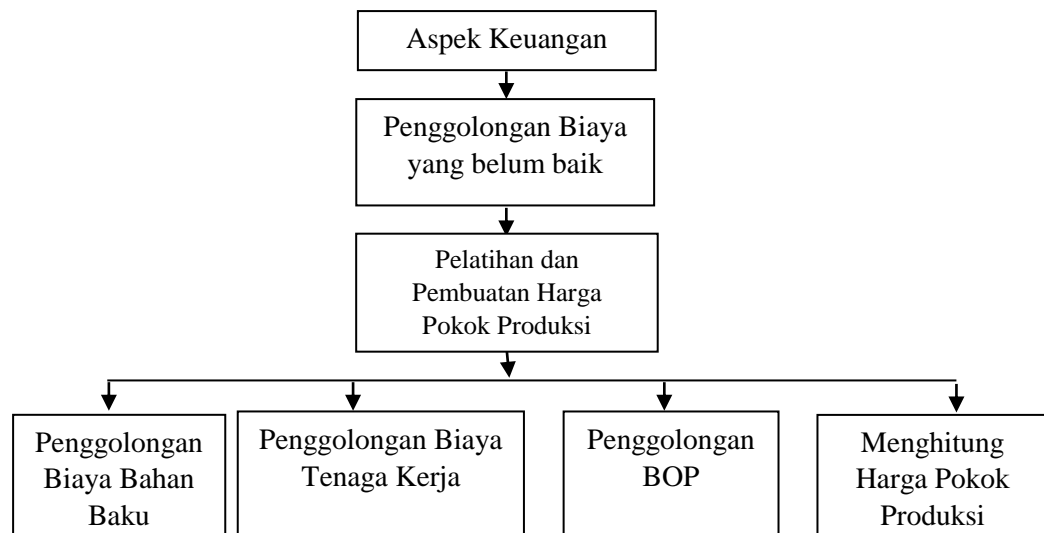 Aspek Keuangan
Penggolongan Biaya
yang belum baik
Pelatihan dan
Pembuatan Harga
Pokok Produksi
Penggolongan
Biaya Bahan
Baku
Penggolongan Biaya
Tenaga Kerja
Penggolongan
BOP
Menghitung
Harga Pokok
Produksi